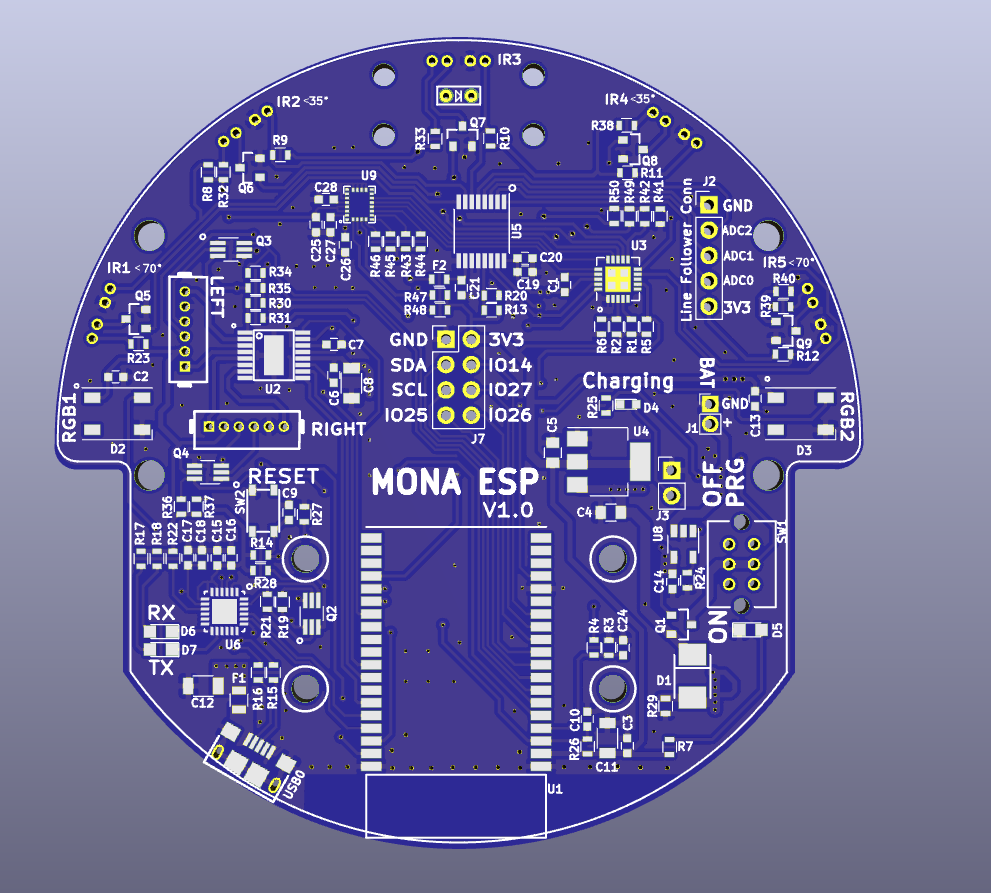 IR3
IR2 <35°
IR4 <35°
R33
Q7
R10
R38
R9
Q8
R11
R8
R32
Q6
U9
C28
R50
R49
R42
R41
J2
GND
ADC2
ADC1
ADC0
3V3
Line Follower Conn
C25
C27
C26
R46
R45
R43
R44
U5
C20
C19
C1
U3
F2
C21
R47
R48
R20
R13
Q3
R34
R35
R30
R31
IR1 <70°
Q5
R23
LEFT
IR5 <70°
R40
R39
Q9
R12
R6
R2
R1
R5
GND
3V3
SDA
IO14
SCL
IO27
IO25
IO26
J7
U2
C7
C6
C8
C2
RGB1
D2
RIGHT
Charging
R25
D4
BAT
GND
J1
+
C13
RGB2
D3
C5
U4
Q4
RESET
MONA ESP
V1.0
OFF
PRG
J3
C4
SW2
C9
R27
R36
R37
R17
R18
R22
C17
C18
C15
C16
R14
R28
U8
SW1
C14
R24
RX
D6
D7
TX
U6
R21
R19
Q2
R4
R3
C24
Q1
ON
D5
D1
F1
R16
R15
C12
R29
C10
C3
R26
C11
R7
USB0
U1